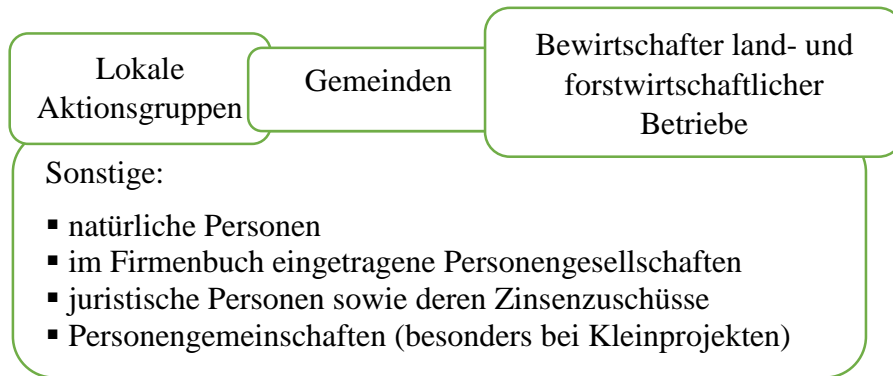 Lokale
Aktionsgruppen
Gemeinden
Bewirtschafter land- und
forstwirtschaftlicher
Betriebe
Sonstige:
▪ natürliche Personen
▪ im Firmenbuch eingetragene Personengesellschaften
▪ juristische Personen sowie deren Zinsenzuschüsse
▪ Personengemeinschaften (besonders bei Kleinprojekten)